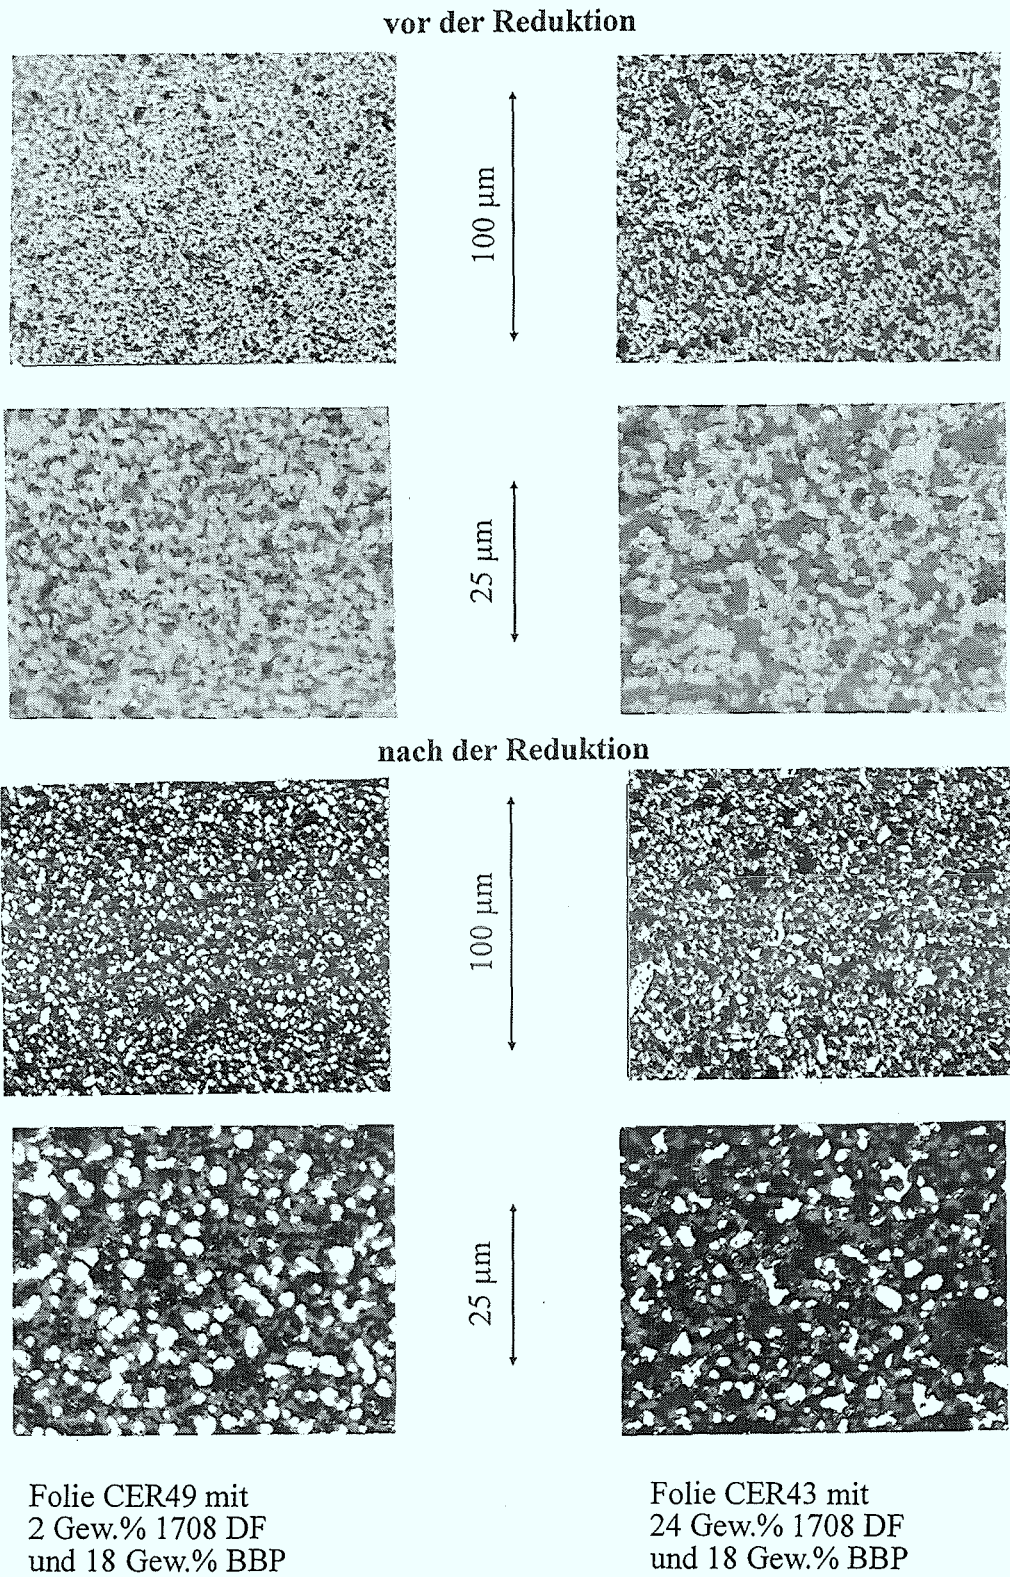 vor der Reduktion
100 µm
25 µm
nach der Reduktion
100 µm
25 µm
Folie CER49 mit
2 Gew.% 1708 DF
und 18 Gew.% BBP
Folie CER43 mit
24 Gew.% 1708 DF
und 18 Gew.% BBP